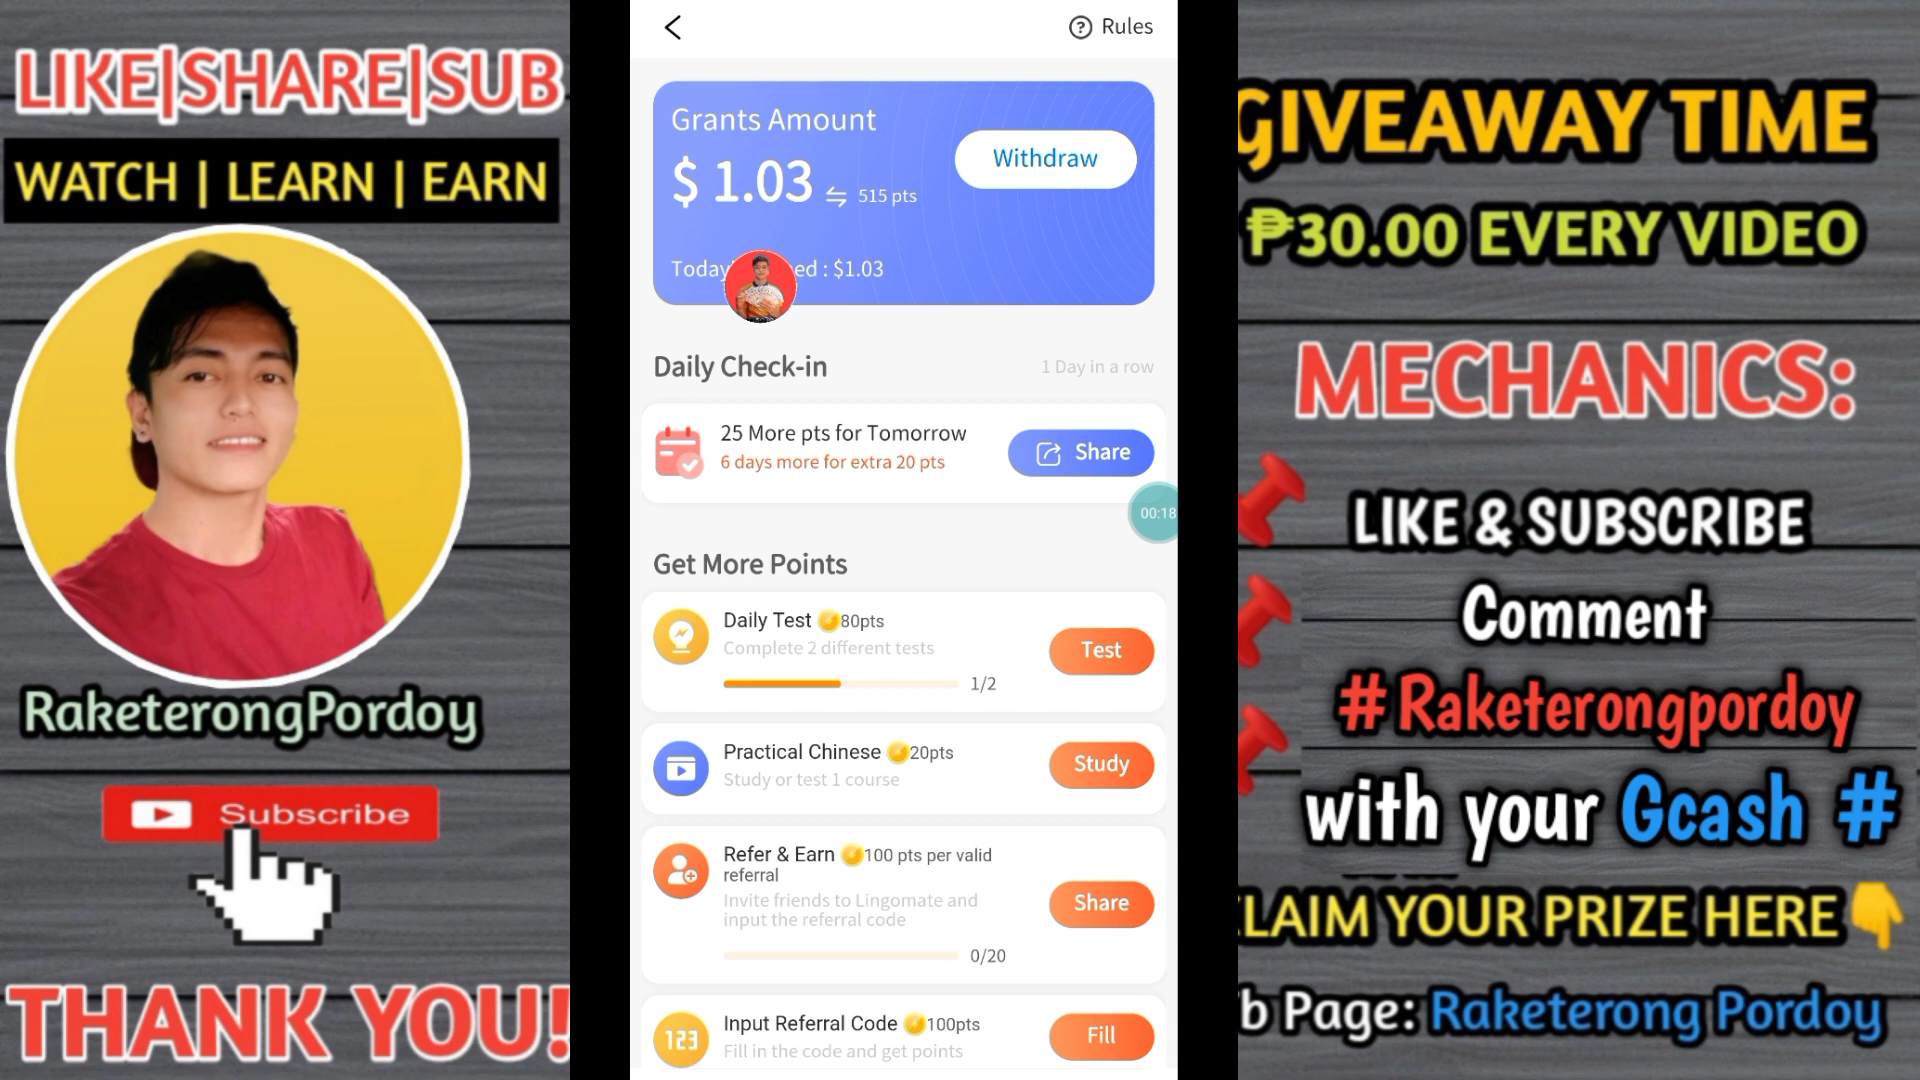 LIKE|SHARE|SUB
WATCH | LEARN | EARN
RaketerongPordoy
Subscribe
THANK YOU!
Rules
Grants Amount
$ 1.03
515 pts
Withdraw
Today ed : $1.03
Daily Check-in
1 Day in a row
25 More pts for Tomorrow
6 days more for extra 20 pts
Share
00:18
Get More Points
Daily Test 80pts
Complete 2 different tests
1/2
Test
Practical Chinese 20pts
Study or test 1 course
Study
Refer & Earn 100 pts per valid
referral
Invite friends to Lingomate and
input the referral code
0/20
Share
123
Input Referral Code 100pts
Fill in the code and get points
Fill
GIVEAWAY TIME
₱30.00 EVERY VIDEO
MECHANICS:
LIKE & SUBSCRIBE
Comment
#Raketerongpordoy
with your Gcash #
CLAIM YOUR PRIZE HERE
b Page: Raketerong Pordoy